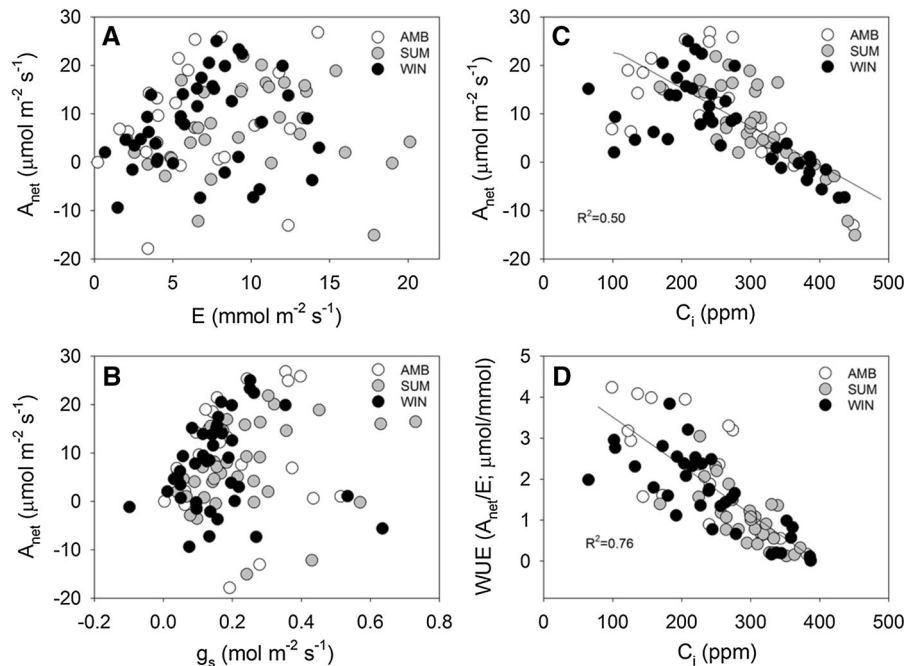 A
AMB
SUM
WIN
30
20
10
0
-10
-20
A_net (μmol m⁻² s⁻¹)
0 5 10 15 20
E (mmol m⁻² s⁻¹)
C
AMB
SUM
WIN
30
20
10
0
-10
-20
A_net (μmol m⁻² s⁻¹)
R²=0.50
0 100 200 300 400 500
C_i (ppm)
B
AMB
SUM
WIN
30
20
10
0
-10
-20
A_net (μmol m⁻² s⁻¹)
-0.2 0.0 0.2 0.4 0.6 0.8
g_s (mol m⁻² s⁻¹)
D
AMB
SUM
WIN
5
4
3
2
1
0
WUE (A_net/E; μmol/mmol)
R²=0.76
0 100 200 300 400 500
C_i (ppm)